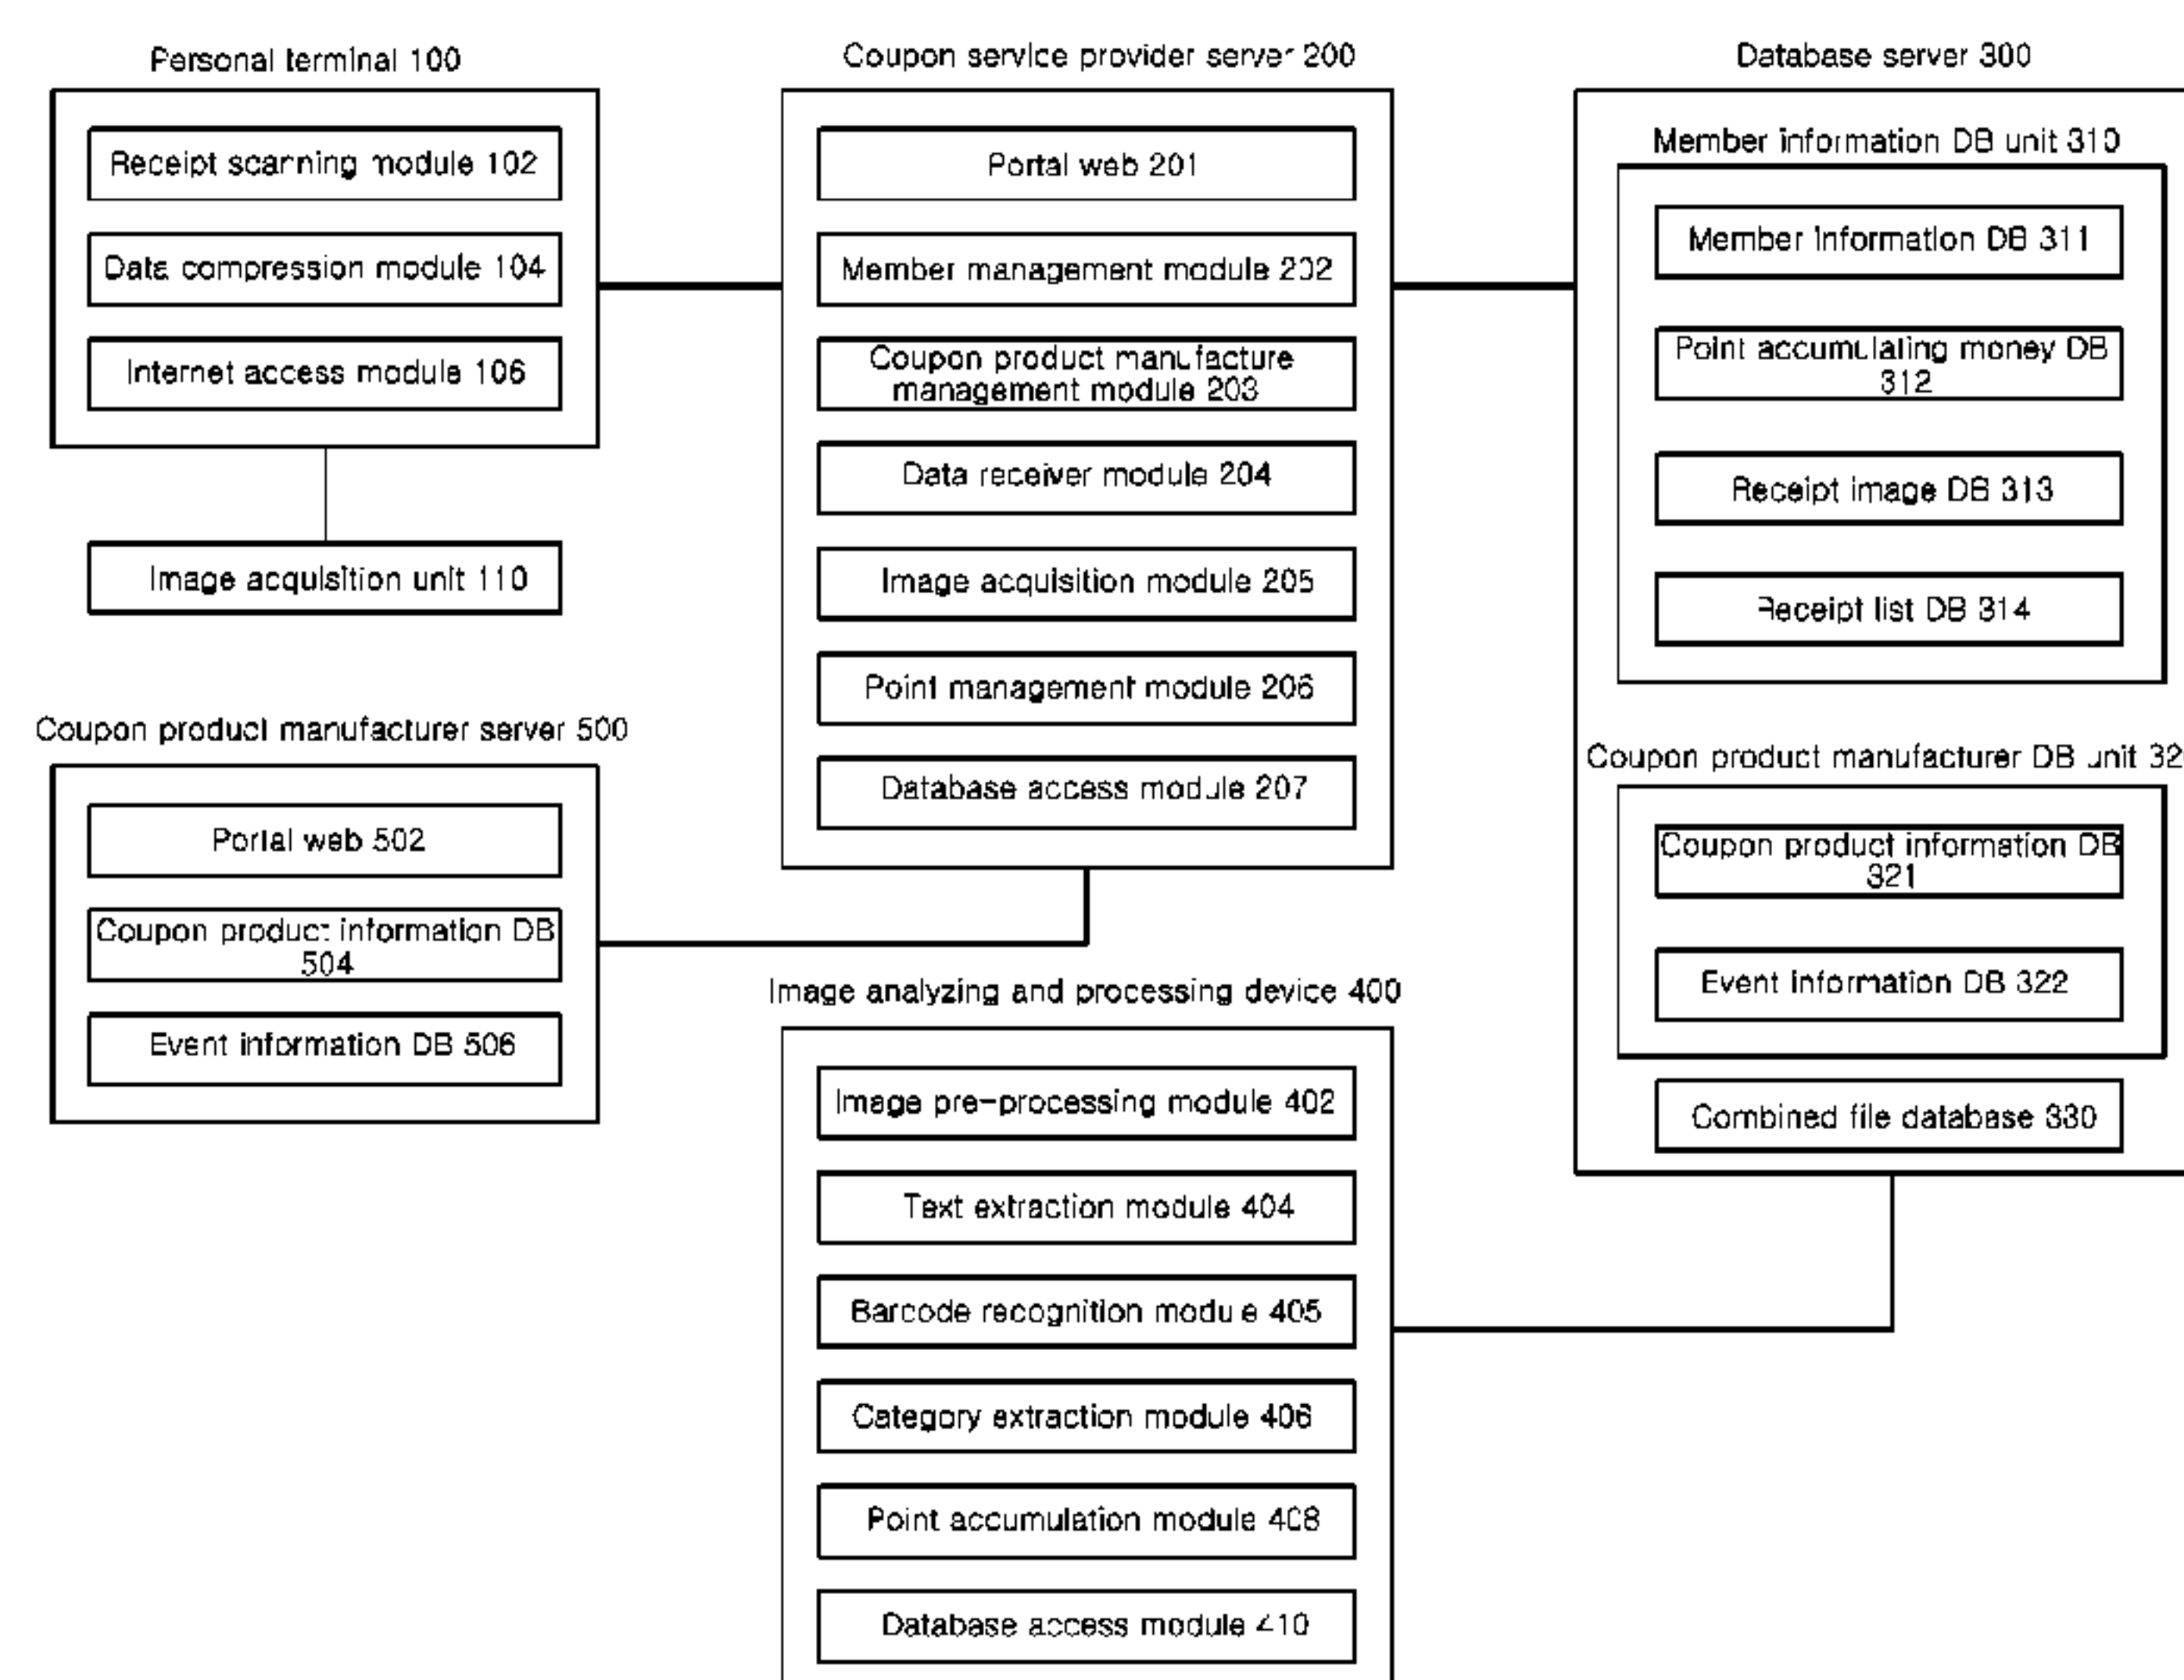 Personal terminal 100
Receipt scanning module 102
Data compression module 104
Internet access module 106
Image acquisition unit 110
Coupon product manufacturer server 500
Portal web 502
Coupon product information DB
504
Event information DB 506
Coupon service provider server 200
Portal web 201
Member management module 202
Coupon product manufacture
management module 203
Data receiver module 204
Image acquisition module 205
Point management module 206
Database access module 207
Image analyzing and processing device 400
Image pre-processing module 402
Text extraction module 404
Barcode recognition module 405
Category extraction module 406
Point accumulation module 408
Database access module 410
Database server 300
Member information DB unit 310
Member information DB 311
Point accumulating money DB
312
Receipt image DB 313
Receipt list DB 314
Coupon product manufacturer DB unit 32
Coupon product information DB
321
Event information DB 322
Combined file database 330